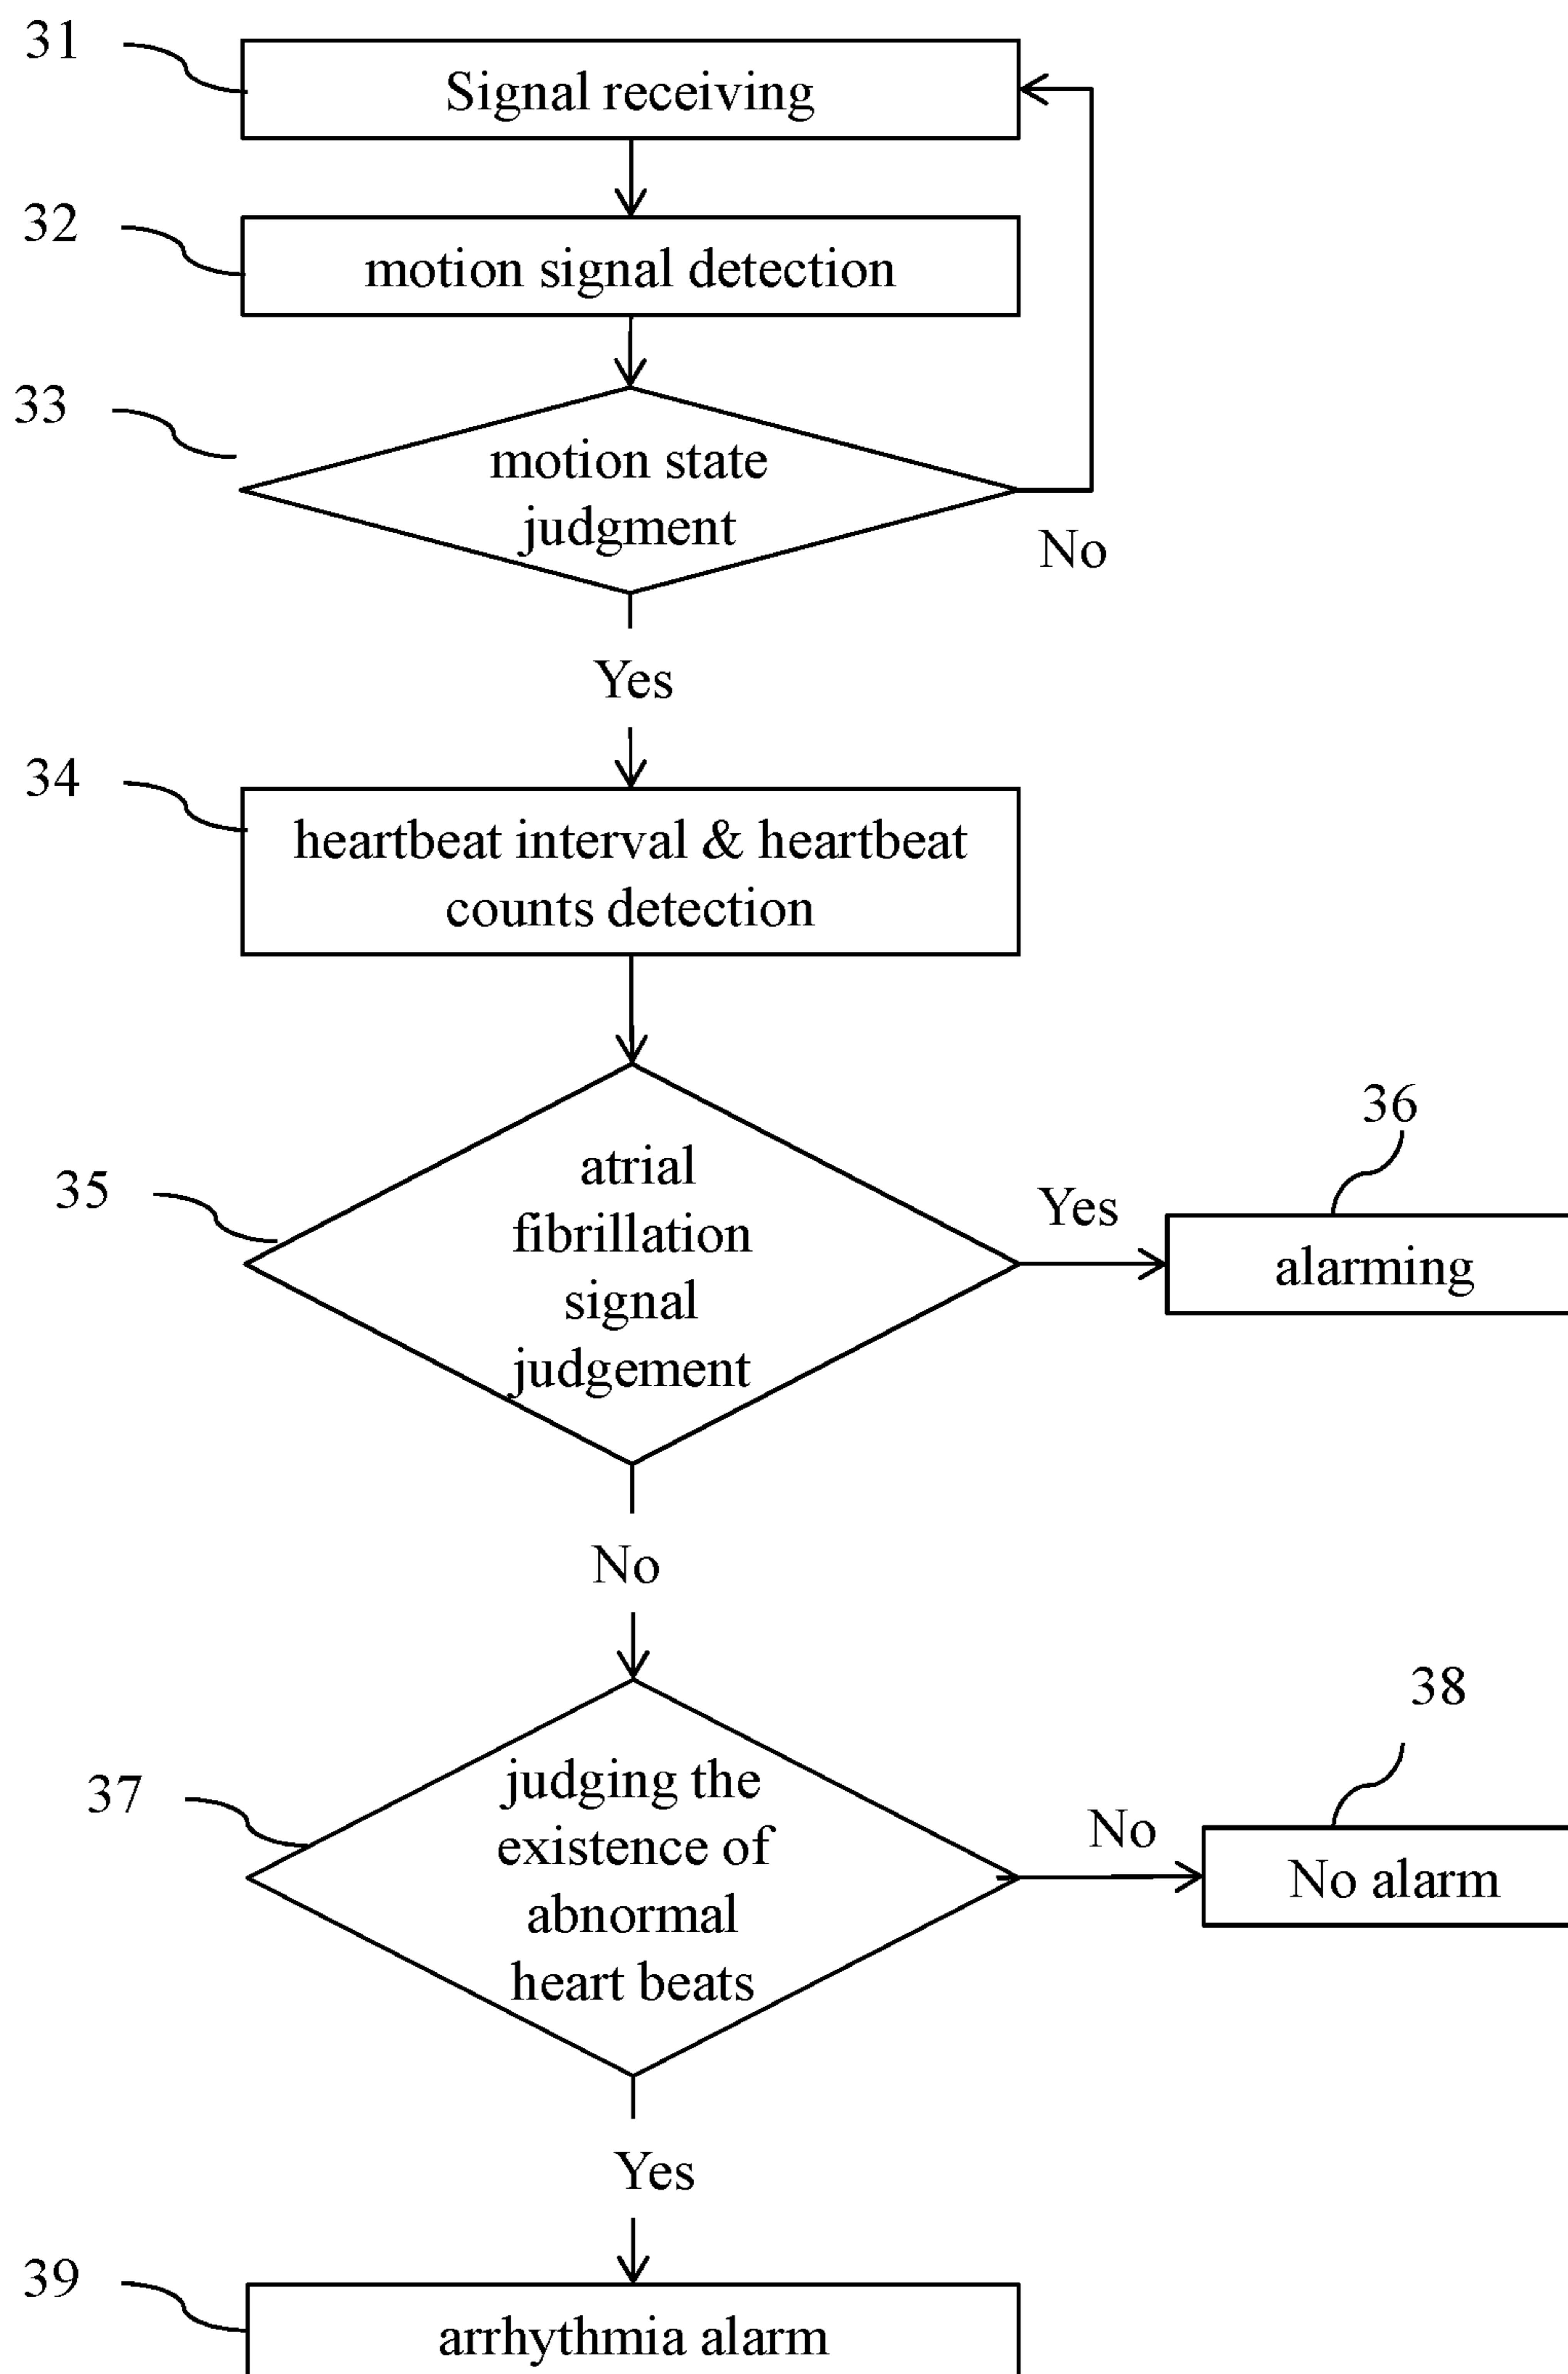 31
Signal receiving
32
motion signal detection
33
motion state
judgment
No
Yes
34
heartbeat interval & heartbeat
counts detection
35
atrial
fibrillation
signal
judgement
Yes
36
alarming
No
37
judging the
existence of
abnormal
heart beats
No
38
No alarm
Yes
39
arrhythmia alarm